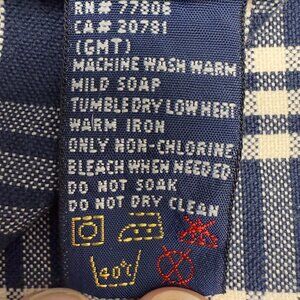 RN# 77806
CA# 20781
(GMT)
MACHINE WASH WARM
MILD SOAP
TUMBLE DRY LOW HEAT
WARM IRON
ONLY NON-CHLORINE
BLEACH WHEN NEEDED
DO NOT SOAK
DO NOT DRY CLEAN
40°C